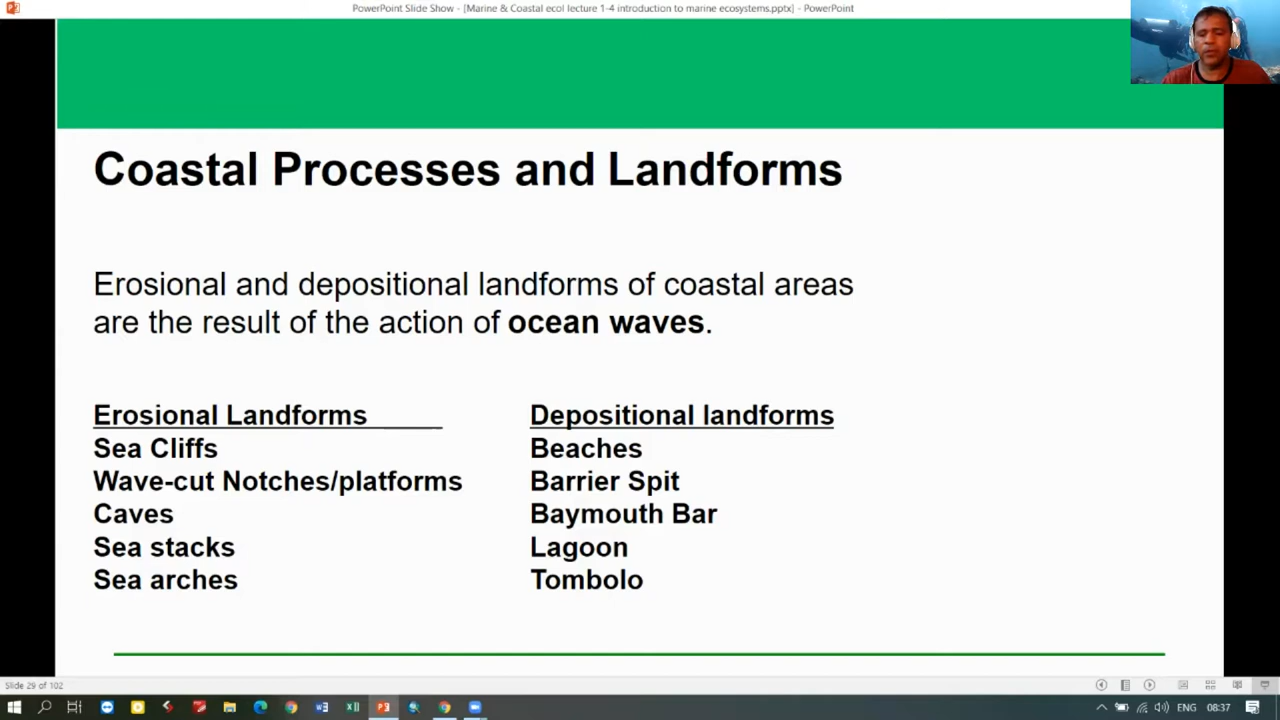 PowerPoint Slide Show - [Marine & Coastal ecol lecture 1-4 introduction to marine ecosystems.pptx] - PowerPoint
Coastal Processes and Landforms
Erosional and depositional landforms of coastal areas
are the result of the action of ocean waves.
Erosional Landforms
Sea Cliffs
Wave-cut Notches/platforms
Caves
Sea stacks
Sea arches
Depositional landforms
Beaches
Barrier Spit
Baymouth Bar
Lagoon
Tombolo
Slide 29 of 102
ENG
08:37